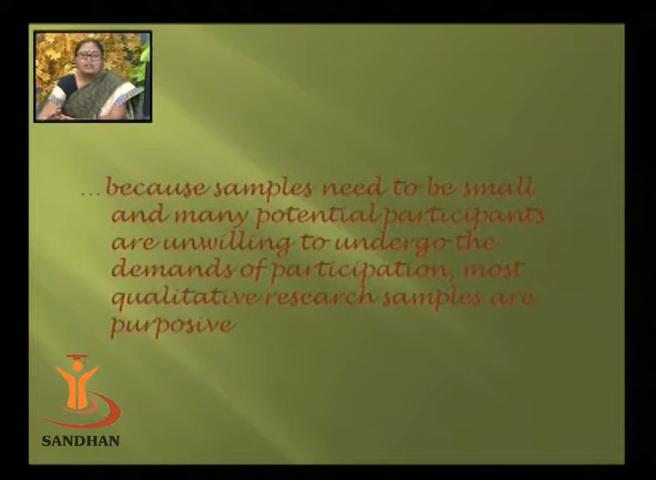 ...because samples need to be small
and many potential participants
are unwilling to undergo the
demands of participation, most
qualitative research samples are
purposive
SANDHAN